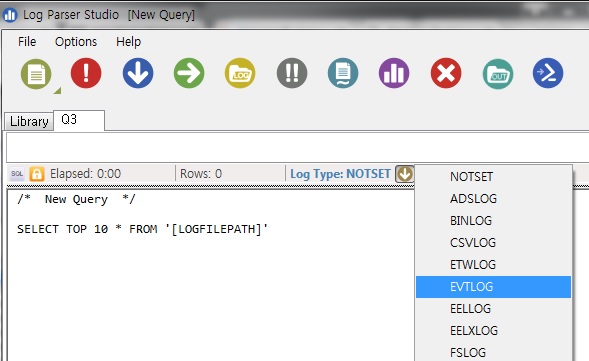 Log Parser Studio [New Query]
File Options Help
LOG
OUT
Library Q3
SQL Elapsed: 0:00 Rows: 0 Log Type: NOTSET
/* New Query */
SELECT TOP 10 * FROM '[LOGFILEPATH]'
NOTSET
ADSLOG
BINLOG
CSVLOG
ETWLOG
EVTLOG
EELLOG
EELXLOG
FSLOG